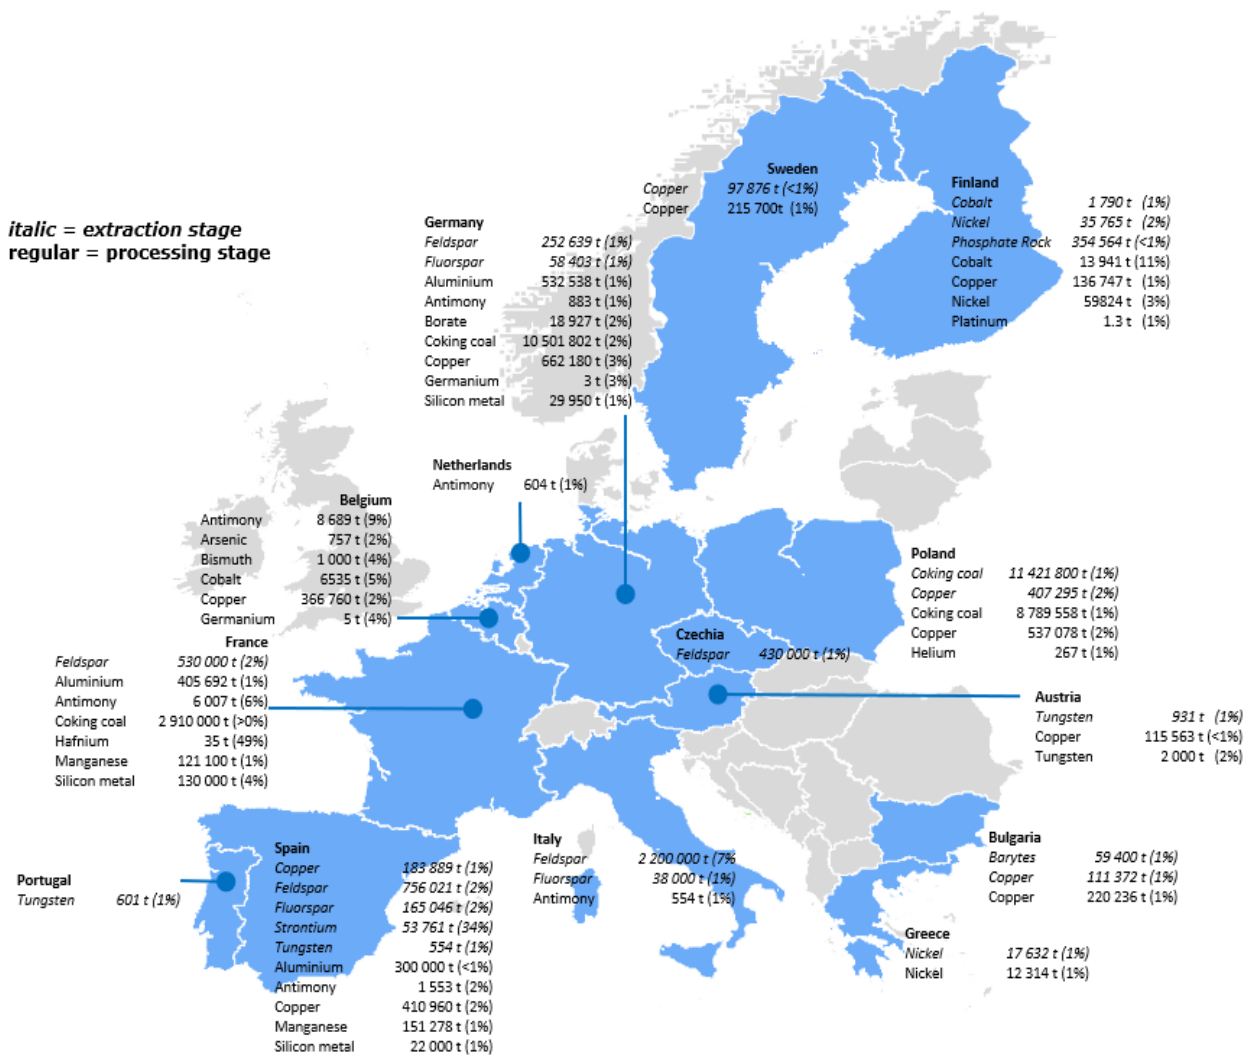 italic = extraction stage
regular = processing stage
Sweden
Copper 97 876 t (<1%)
Copper 215 700t (1%)
Finland
Cobalt 1 790 t (1%)
Nickel 35 765 t (2%)
Phosphate Rock 354 564 t (<1%)
Cobalt 13 941 t (11%)
Copper 136 747 t (1%)
Nickel 59824 t (3%)
Platinum 1.3 t (1%)
Germany
Feldspar 252 639 t (1%)
Fluorspar 58 403 t (1%)
Aluminium 532 538 t (1%)
Antimony 883 t (1%)
Borate 18 927 t (2%)
Coking coal 10 501 802 t (2%)
Copper 662 180 t (3%)
Germanium 3 t (3%)
Silicon metal 29 950 t (1%)
Netherlands
Antimony 604 t (1%)
Belgium
Antimony 8 689 t (9%)
Arsenic 757 t (2%)
Bismuth 1 000 t (4%)
Cobalt 6535 t (5%)
Copper 366 760 t (2%)
Germanium 5 t (4%)
France
Feldspar 530 000 t (2%)
Aluminium 405 692 t (1%)
Antimony 6 007 t (6%)
Coking coal 2 910 000 t (>0%)
Hafnium 35 t (49%)
Manganese 121 100 t (1%)
Silicon metal 130 000 t (4%)
Poland
Coking coal 11 421 800 t (1%)
Copper 407 295 t (2%)
Coking coal 8 789 558 t (1%)
Copper 537 078 t (2%)
Helium 267 t (1%)
Czechia
Feldspar 430 000 t (1%)
Austria
Tungsten 931 t (1%)
Copper 115 563 t (<1%)
Tungsten 2 000 t (2%)
Portugal
Tungsten 601 t (1%)
Spain
Copper 183 889 t (1%)
Feldspar 756 021 t (2%)
Fluorspar 165 046 t (2%)
Strontium 53 761 t (34%)
Tungsten 554 t (1%)
Aluminium 300 000 t (<1%)
Antimony 1 553 t (2%)
Copper 410 960 t (2%)
Manganese 151 278 t (1%)
Silicon metal 22 000 t (1%)
Italy
Feldspar 2 200 000 t (7%
Fluorspar 38 000 t (1%)
Antimony 554 t (1%)
Bulgaria
Barytes 59 400 t (1%)
Copper 111 372 t (1%)
Copper 220 236 t (1%)
Greece
Nickel 17 632 t (1%)
Nickel 12 314 t (1%)